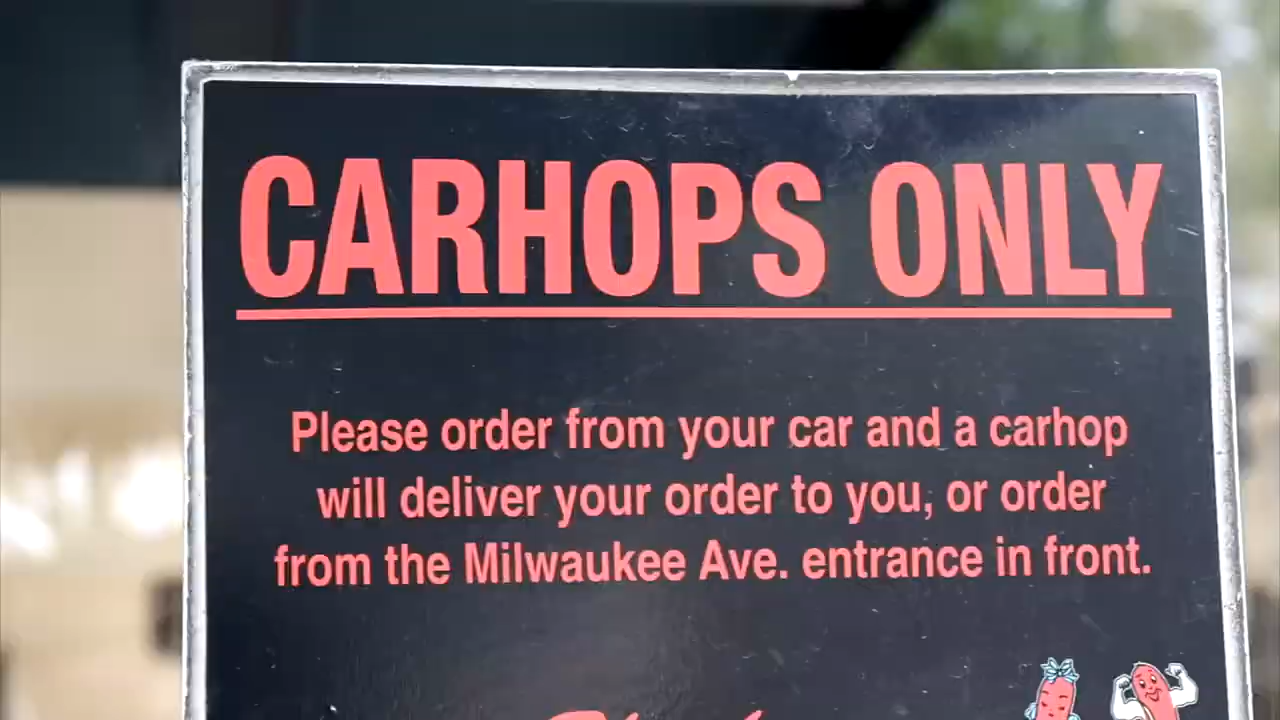 CARHOPS ONLY
Please order from your car and a carhop
will deliver your order to you, or order
from the Milwaukee Ave. entrance in front.